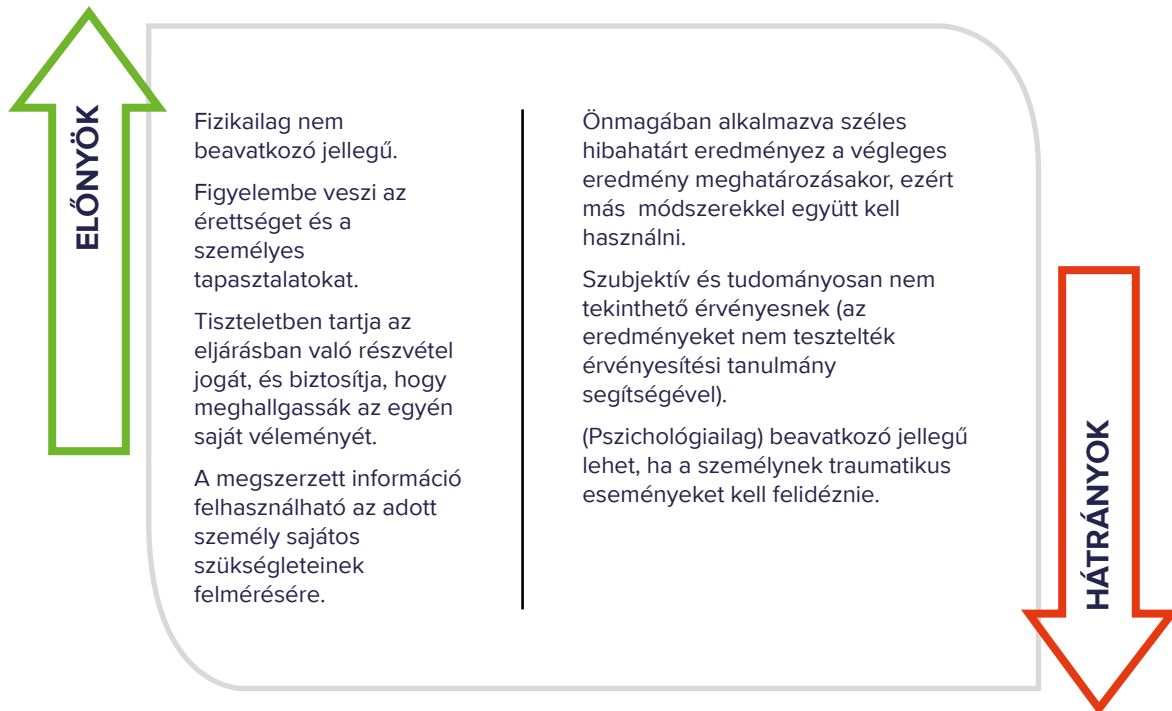 ELŐNYÖK
Fizikailag nem
beavatkozó jellegű.
Figyelembe veszi az
érettséget és a
személyes
tapasztalatokat.
Tiszteletben tartja az
eljárásban való részvétel
jogát, és biztosítja, hogy
meghallgassák az egyén
saját véleményét.
A megszerzett információ
felhasználható az adott
személy sajátos
szükségleteinek
felmérésére.
Önmagában alkalmazva széles
hibahatárt eredményez a végleges
eredmény meghatározásakor, ezért
más  módszerekkel együtt kell
használni.
Szubjektív és tudományosan nem
tekinthető érvényesnek (az
eredményeket nem tesztelték
érvényesítési tanulmány
segítségével).
(Pszichológiailag) beavatkozó jellegű
lehet, ha a személynek traumatikus
eseményeket kell felidéznie.
HÁTRÁNYOK